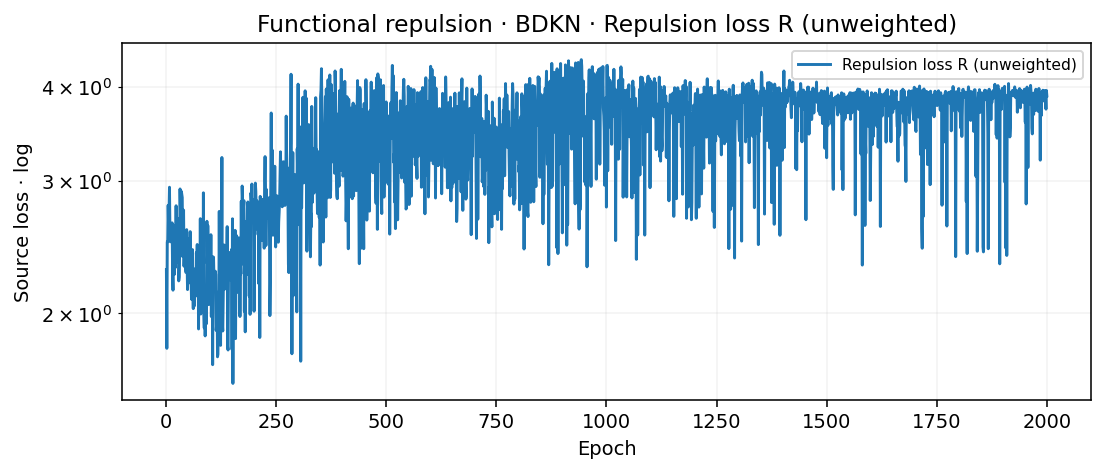 Functional repulsion · BDKN · Repulsion loss R (unweighted)
Repulsion loss R (unweighted)
Source loss · log
4 × 10⁰
3 × 10⁰
2 × 10⁰
0 250 500 750 1000 1250 1500 1750 2000
Epoch